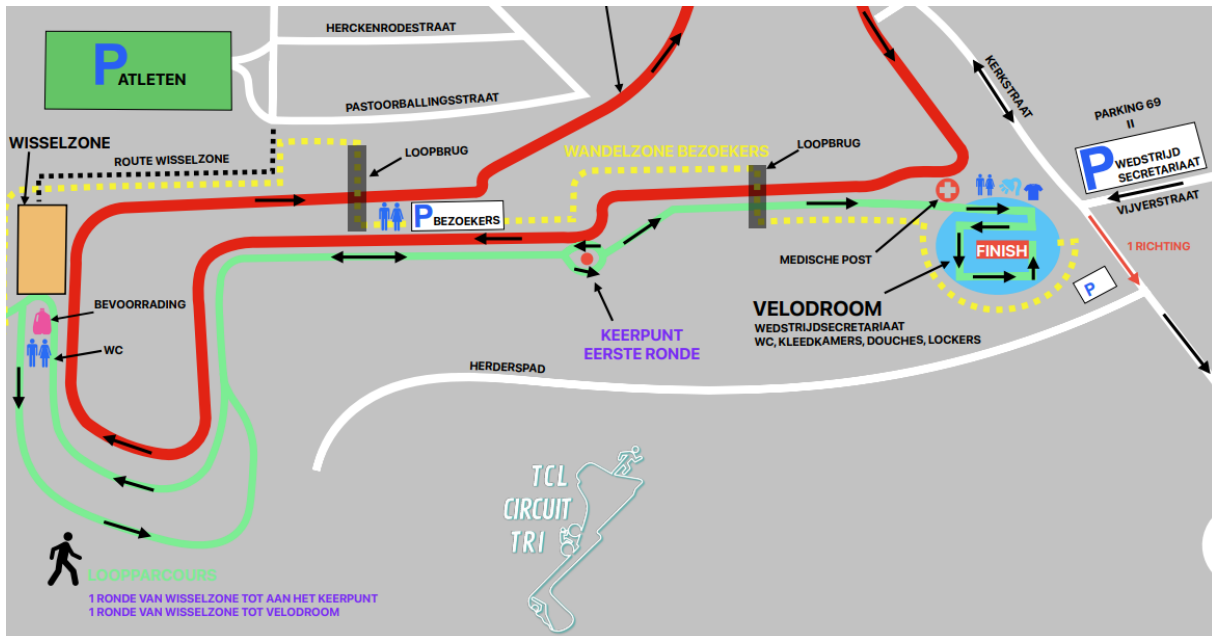 HERCKENRODESTRAAT
P ATLETEN
PASTOORBALLINGSSTRAAT
KERKSTRAAT
PARKING 69
II
P WEDSTRIJD
SECRETARIAAT
WISSELZONE
ROUTE WISSELZONE
LOOPBRUG
WANDELZONE BEZOEKERS
LOOPBRUG
VIJVERSTRAAT
P BEZOEKERS
1 RICHTING
MEDISCHE POST
FINISH
P
BEVOORRADING
WC
KEERPUNT
EERSTE RONDE
VELODROOM
WEDSTRIJDSECRETARIAAT
WC, KLEEDKAMERS, DOUCHES, LOCKERS
HERDERSPAD
TCL
CIRCUIT
TRI
LOOPPARCOURS
1 RONDE VAN WISSELZONE TOT AAN HET KEERPUNT
1 RONDE VAN WISSELZONE TOT VELODROOM